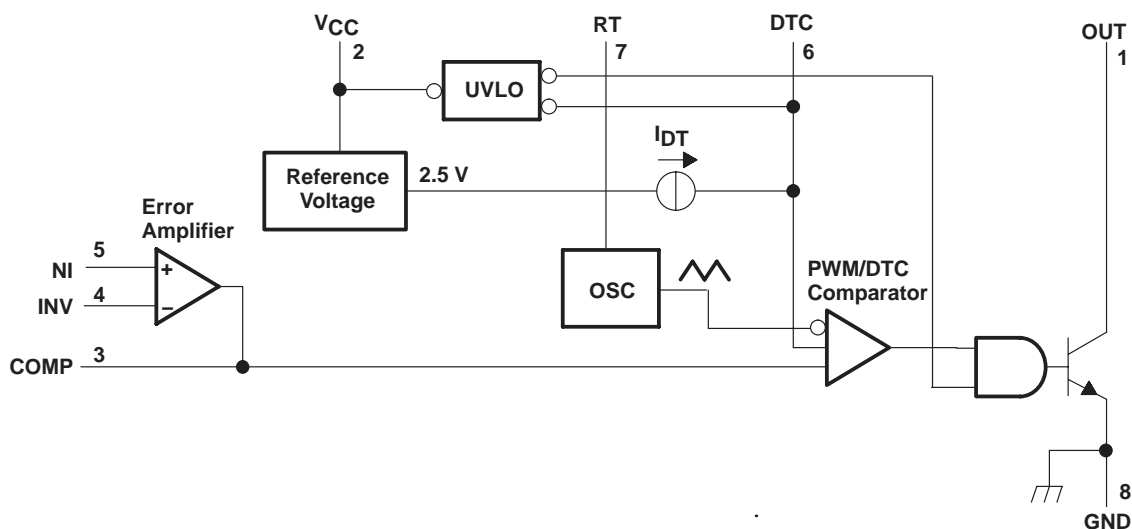 VCC
2
RT
7
DTC
6
OUT
1
UVLO
IDT
Reference
Voltage
2.5 V
Error
Amplifier
5
NI
+
4
INV
−
OSC
PWM/DTC
Comparator
3
COMP
8
GND